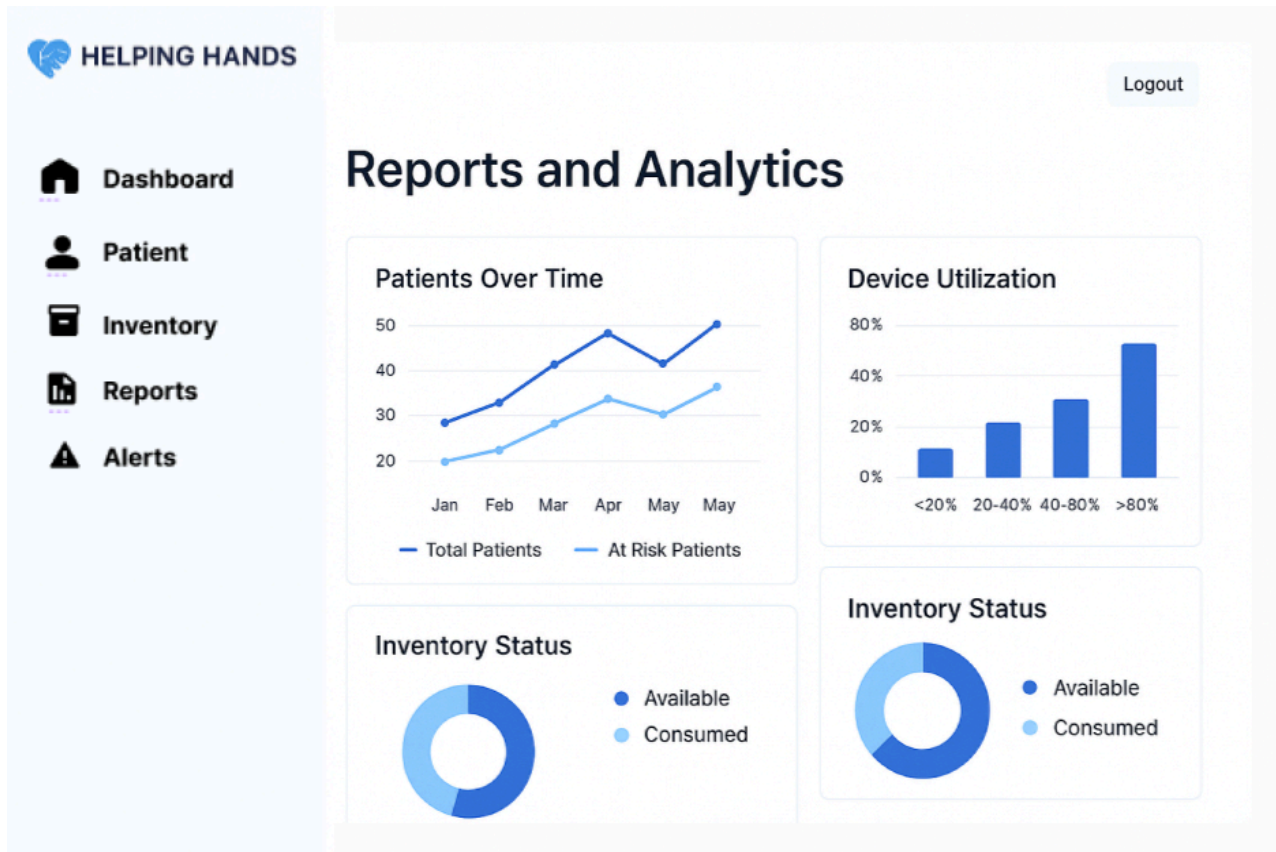 HELPING HANDS
Logout
Dashboard
Patient
Inventory
Reports
Alerts
Reports and Analytics
Patients Over Time
50
40
30
20
Jan Feb Mar Apr May May
Total Patients At Risk Patients
Device Utilization
80%
40%
20%
0%
<20% 20-40% 40-80% >80%
Inventory Status
Available
Consumed
Inventory Status
Available
Consumed